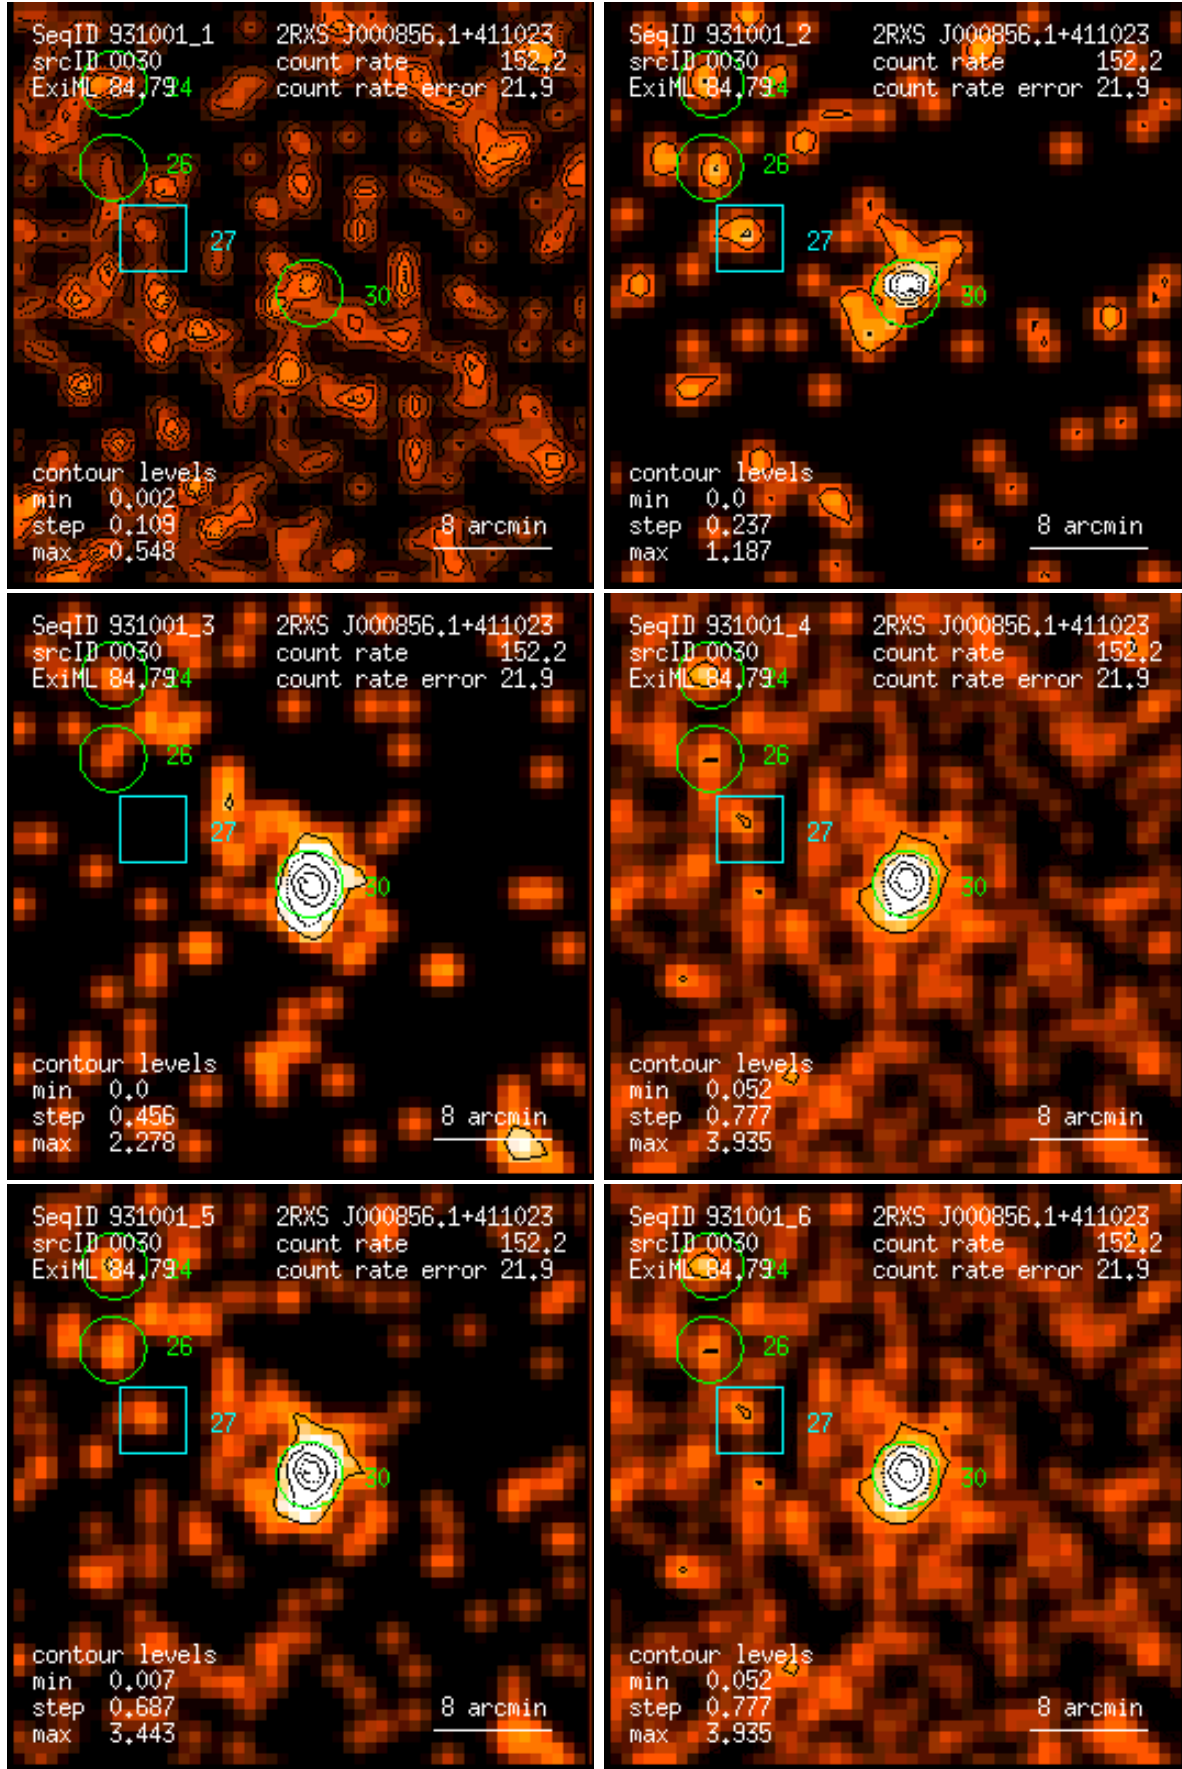 SeqID 931001_1 2RXS J000856.1+411023
srcID 0030 count rate 152.2
ExiML 84.79 24 count rate error 21.9
26
27
30
contour levels
min 0.002
step 0.109 8 arcmin
max 0.548
SeqID 931001_2 2RXS J000856.1+411023
srcID 0030 count rate 152.2
ExiML 84.79 24 count rate error 21.9
26
27
30
contour levels
min 0.0
step 0.237 8 arcmin
max 1.187
SeqID 931001_3 2RXS J000856.1+411023
srcID 0030 count rate 152.2
ExiML 84.79 24 count rate error 21.9
26
27
30
contour levels
min 0.0
step 0.456 8 arcmin
max 2.278
SeqID 931001_4 2RXS J000856.1+411023
srcID 0030 count rate 152.2
ExiML 84.79 24 count rate error 21.9
26
27
30
contour levels
min 0.052
step 0.777 8 arcmin
max 3.935
SeqID 931001_5 2RXS J000856.1+411023
srcID 0030 count rate 152.2
ExiML 84.79 24 count rate error 21.9
26
27
30
contour levels
min 0.007
step 0.687 8 arcmin
max 3.443
SeqID 931001_6 2RXS J000856.1+411023
srcID 0030 count rate 152.2
ExiML 84.79 24 count rate error 21.9
26
27
30
contour levels
min 0.052
step 0.777 8 arcmin
max 3.935